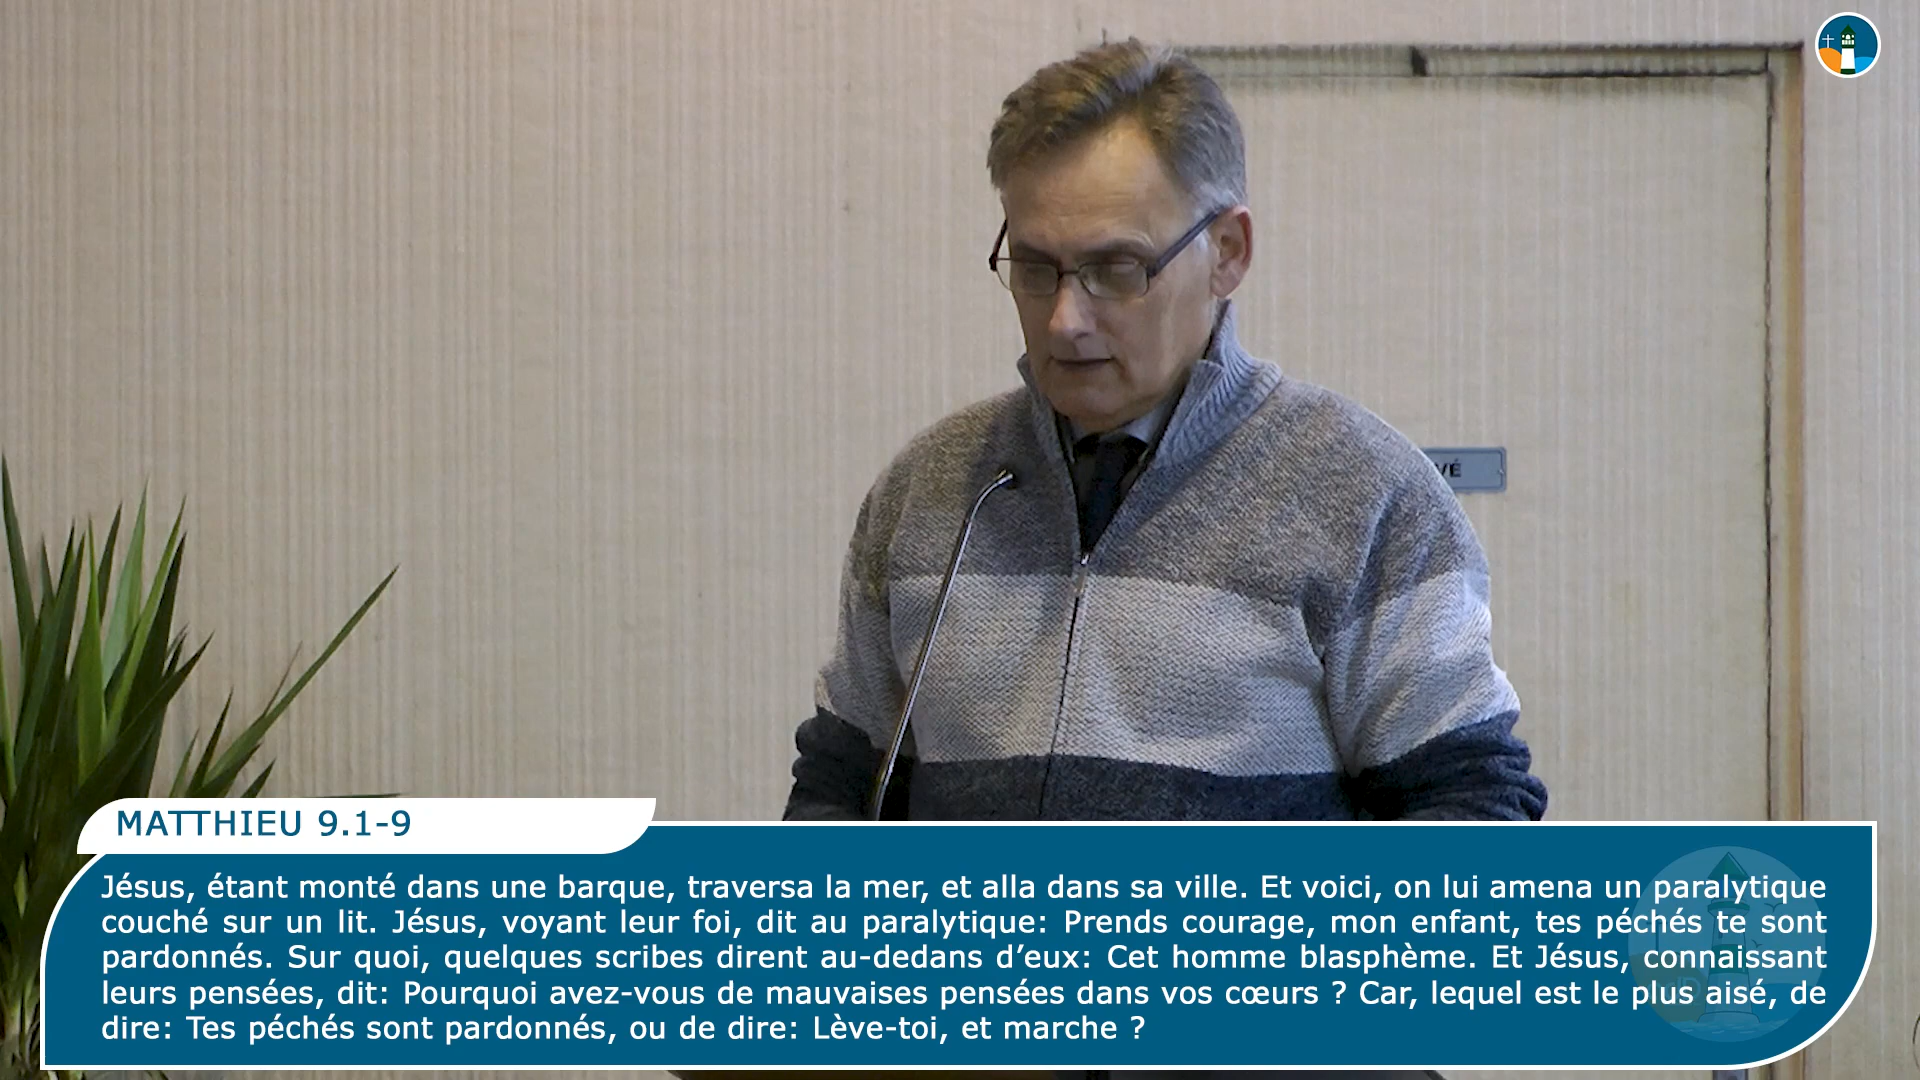 VÉ
MATTHIEU 9.1-9
Jésus, étant monté dans une barque, traversa la mer, et alla dans sa ville. Et voici, on lui amena un paralytique
couché sur un lit. Jésus, voyant leur foi, dit au paralytique: Prends courage, mon enfant, tes péchés te sont
pardonnés. Sur quoi, quelques scribes dirent au-dedans d’eux: Cet homme blasphème. Et Jésus, connaissant
leurs pensées, dit: Pourquoi avez-vous de mauvaises pensées dans vos cœurs ? Car, lequel est le plus aisé, de
dire: Tes péchés sont pardonnés, ou de dire: Lève-toi, et marche ?